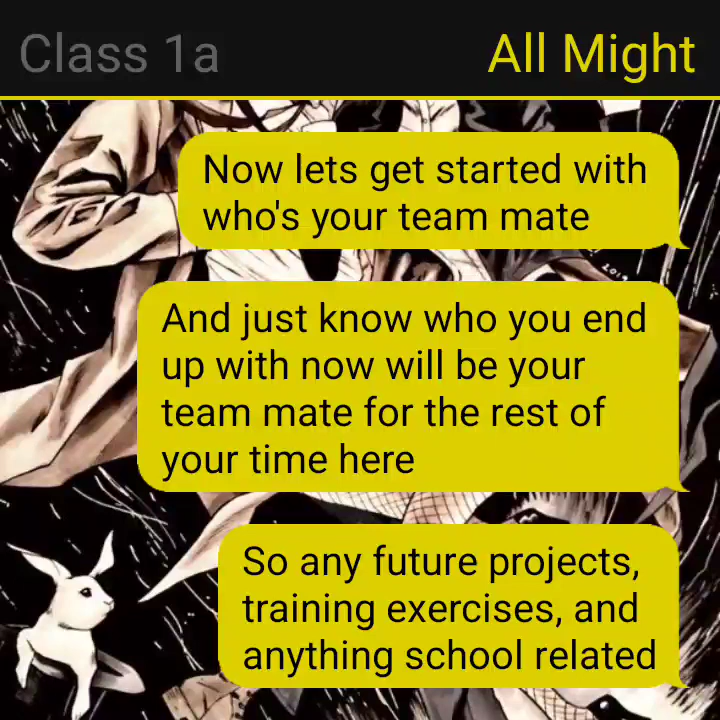 Class 1a
All Might
Now lets get started with
who's your team mate
And just know who you end
up with now will be your
team mate for the rest of
your time here
So any future projects,
training exercises, and
anything school related